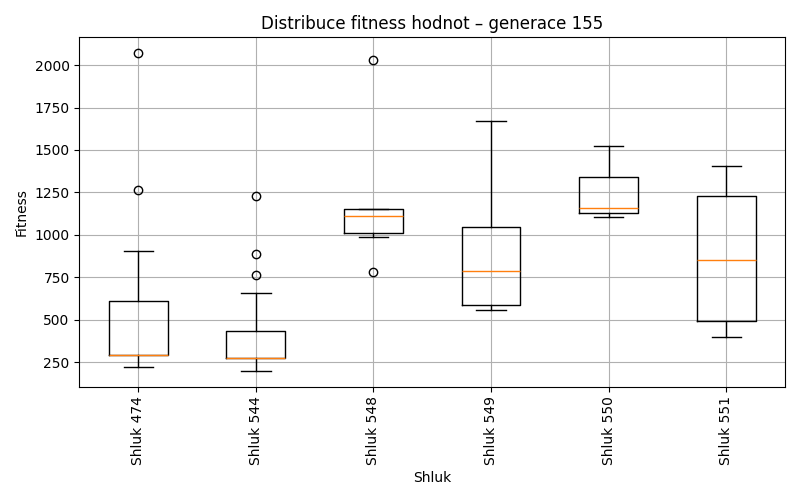 Distribuce fitness hodnot – generace 155
Fitness
2000
1750
1500
1250
1000
750
500
250
Shluk 474
Shluk 544
Shluk 548
Shluk 549
Shluk 550
Shluk 551
Shluk